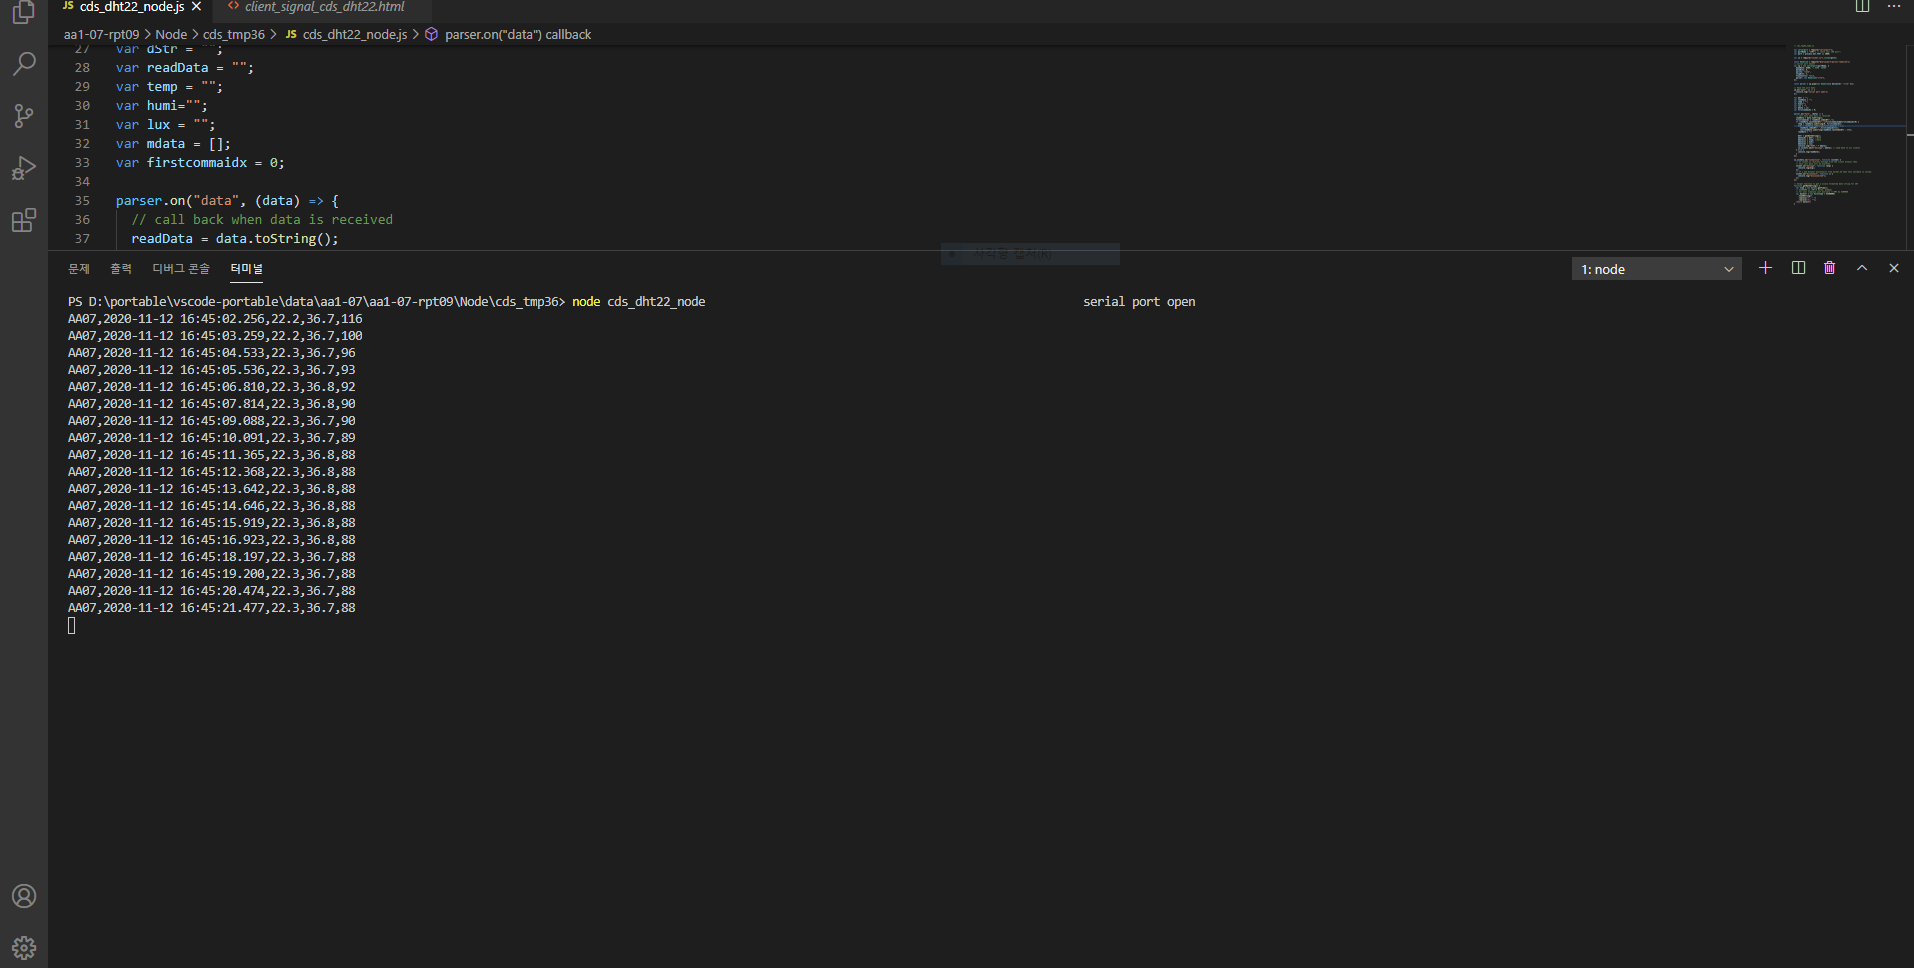 JS cds_dht22_node.js
<> client_signal_cds_dht22.html
aa1-07-rpt09 > Node > cds_tmp36 > JS cds_dht22_node.js > parser.on("data") callback
27 var dStr = "";
28 var readData = "";
29 var temp = "";
30 var humi="";
31 var lux = "";
32 var mdata = [];
33 var firstcommaidx = 0;
34
35 parser.on("data", (data) => {
36 // call back when data is received
37 readData = data.toString();
사각형 캡처(R)
문제 출력 디버그 콘솔 터미널
1: node
PS D:\portable\vscode-portable\data\aa1-07\aa1-07-rpt09\Node\cds_tmp36> node cds_dht22_node serial port open
AA07,2020-11-12 16:45:02.256,22.2,36.7,116
AA07,2020-11-12 16:45:03.259,22.2,36.7,100
AA07,2020-11-12 16:45:04.533,22.3,36.7,96
AA07,2020-11-12 16:45:05.536,22.3,36.7,93
AA07,2020-11-12 16:45:06.810,22.3,36.8,92
AA07,2020-11-12 16:45:07.814,22.3,36.8,90
AA07,2020-11-12 16:45:09.088,22.3,36.7,90
AA07,2020-11-12 16:45:10.091,22.3,36.7,89
AA07,2020-11-12 16:45:11.365,22.3,36.8,88
AA07,2020-11-12 16:45:12.368,22.3,36.8,88
AA07,2020-11-12 16:45:13.642,22.3,36.8,88
AA07,2020-11-12 16:45:14.646,22.3,36.8,88
AA07,2020-11-12 16:45:15.919,22.3,36.8,88
AA07,2020-11-12 16:45:16.923,22.3,36.8,88
AA07,2020-11-12 16:45:18.197,22.3,36.7,88
AA07,2020-11-12 16:45:19.200,22.3,36.7,88
AA07,2020-11-12 16:45:20.474,22.3,36.7,88
AA07,2020-11-12 16:45:21.477,22.3,36.7,88